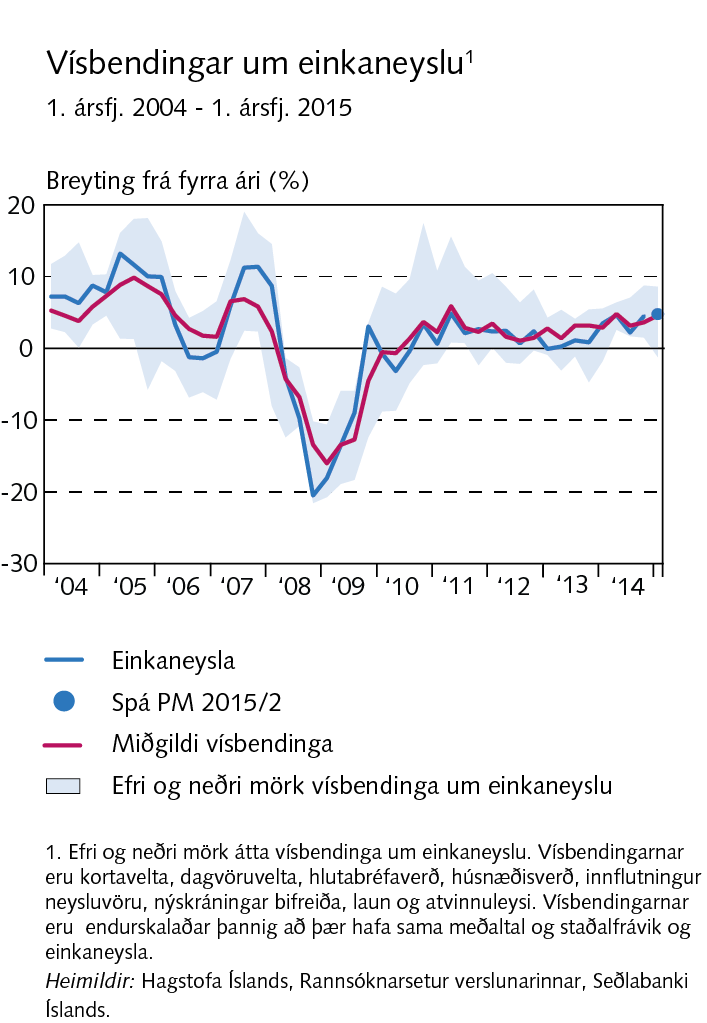 Vísbendingar um einkaneyslu¹
1. ársfj. 2004 - 1. ársfj. 2015
Breyting frá fyrra ári (%)
20
10
0
-10
-20
-30
‘04 ‘05 ‘06 ‘07 ‘08 ‘09 ‘10 ‘11 ‘12 ‘13 ‘14
Einkaneysla
Spá PM 2015/2
Miðgildi vísbendinga
Efri og neðri mörk vísbendinga um einkaneyslu
1. Efri og neðri mörk átta vísbendinga um einkaneyslu. Vísbendingarnar
eru kortavelta, dagvöruvelta, hlutabréfaverð, húsnæðisverð, innflutningur
neysluvöru, nýskráningar bifreiða, laun og atvinnuleysi. Vísbendingarnar
eru endurskalaðar þannig að þær hafa sama meðaltal og staðalfrávik og
einkaneysla.
Heimildir: Hagstofa Íslands, Rannsóknarsetur verslunarinnar, Seðlabanki
Íslands.